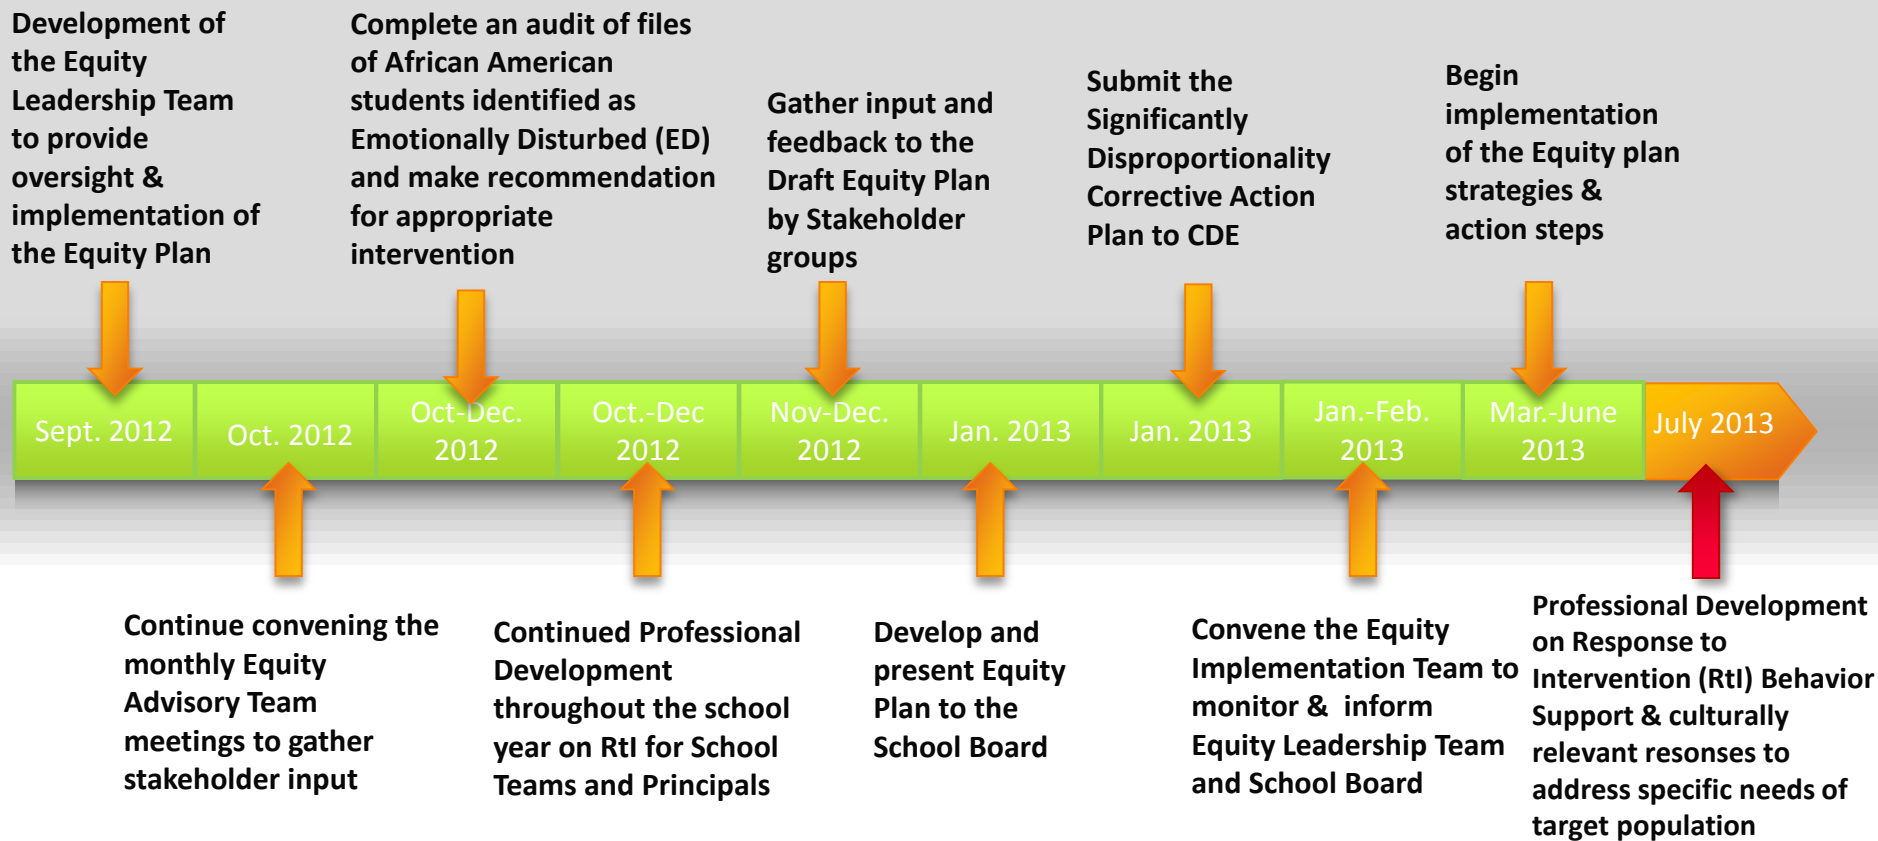 Development of
the Equity
Leadership Team
to provide
oversight &
implementation of
the Equity Plan
Complete an audit of files
of African American
students identified as
Emotionally Disturbed (ED)
and make recommendation
for appropriate
intervention
Gather input and
feedback to the
Draft Equity Plan
by Stakeholder
groups
Submit the
Significantly
Disproportionality
Corrective Action
Plan to CDE
Begin
implementation
of the Equity plan
strategies &
action steps
Sept. 2012
Oct. 2012
Oct-Dec.
2012
Oct.-Dec
2012
Nov-Dec.
2012
Jan. 2013
Jan. 2013
Jan.-Feb.
2013
Mar.-June
2013
July 2013
Continue convening the
monthly Equity
Advisory Team
meetings to gather
stakeholder input
Continued Professional
Development
throughout the school
year on RtI for School
Teams and Principals
Develop and
present Equity
Plan to the
School Board
Convene the Equity
Implementation Team to
monitor &  inform
Equity Leadership Team
and School Board
Professional Development
on Response to
Intervention (RtI) Behavior
Support & culturally
relevant resonses to
address specific needs of
target population